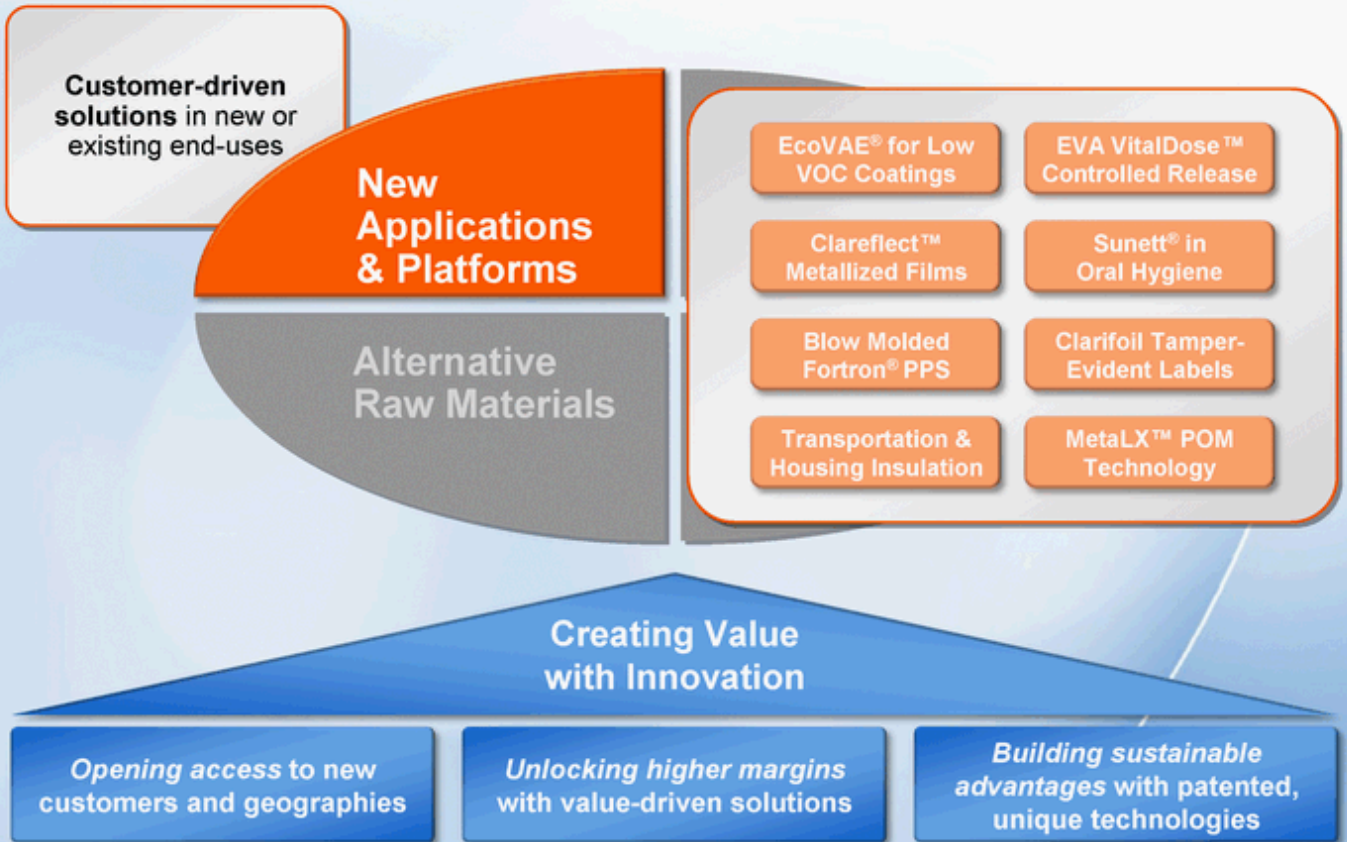 Customer-driven
solutions in new or
existing end-uses
New
Applications
& Platforms
Alternative
Raw Materials
EcoVAE® for Low
VOC Coatings
EVA VitalDose™
Controlled Release
Clareflect™
Metallized Films
Sunett® in
Oral Hygiene
Blow Molded
Fortron® PPS
Clarifoil Tamper-
Evident Labels
Transportation &
Housing Insulation
MetaLX™ POM
Technology
Creating Value
with Innovation
Opening access to new
customers and geographies
Unlocking higher margins
with value-driven solutions
Building sustainable
advantages with patented,
unique technologies